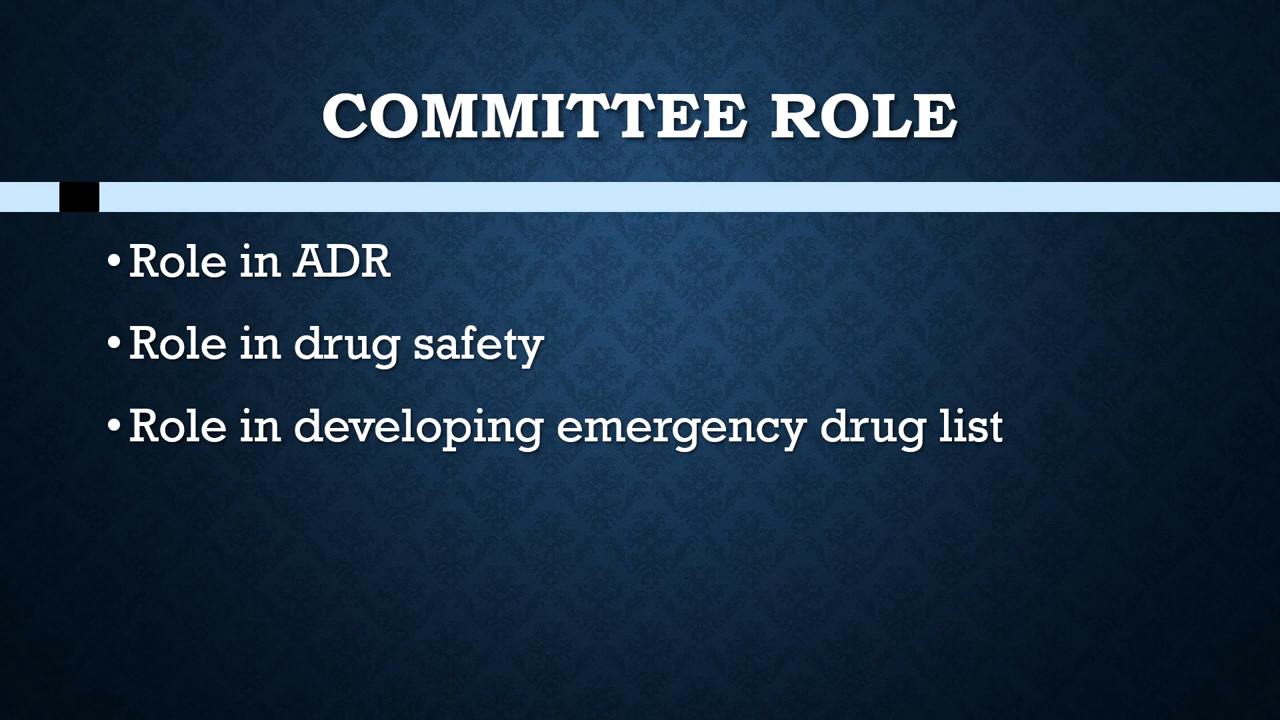 COMMITTEE ROLE
• Role in ADR
• Role in drug safety
• Role in developing emergency drug list